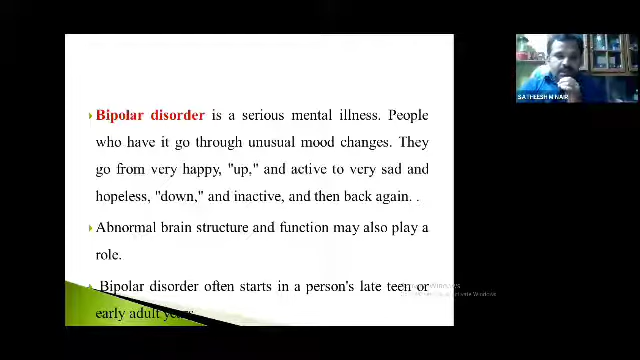 Bipolar disorder is a serious mental illness. People
who have it go through unusual mood changes. They
go from very happy, "up," and active to very sad and
hopeless, "down," and inactive, and then back again. .
Abnormal brain structure and function may also play a
role.
Bipolar disorder often starts in a person's late teen or
early adult years
SATHEESH M NAIR
Windows
Activate Windows